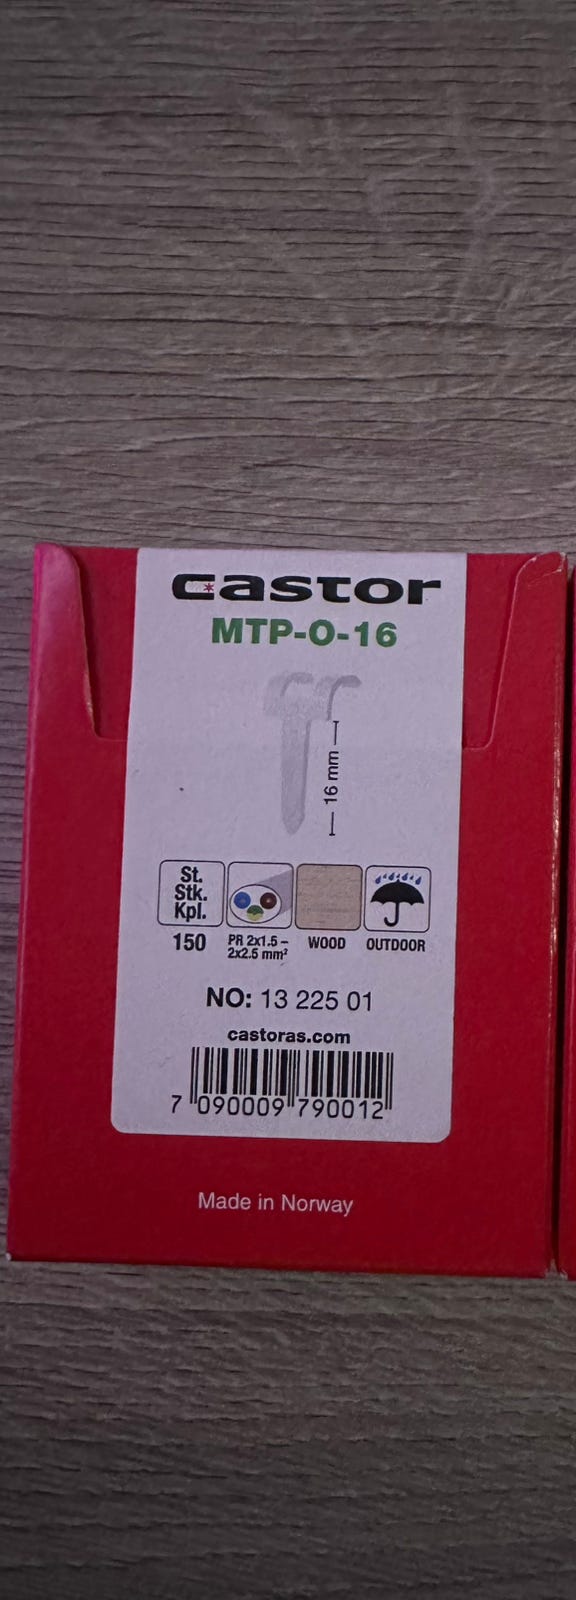 castor
MTP-O-16
16 mm
St.
Stk.
Kpl.
150
PR 2x1.5 –
2x2.5 mm²
WOOD
OUTDOOR
NO: 13 225 01
castoras.com
7 090009 790012
Made in Norway